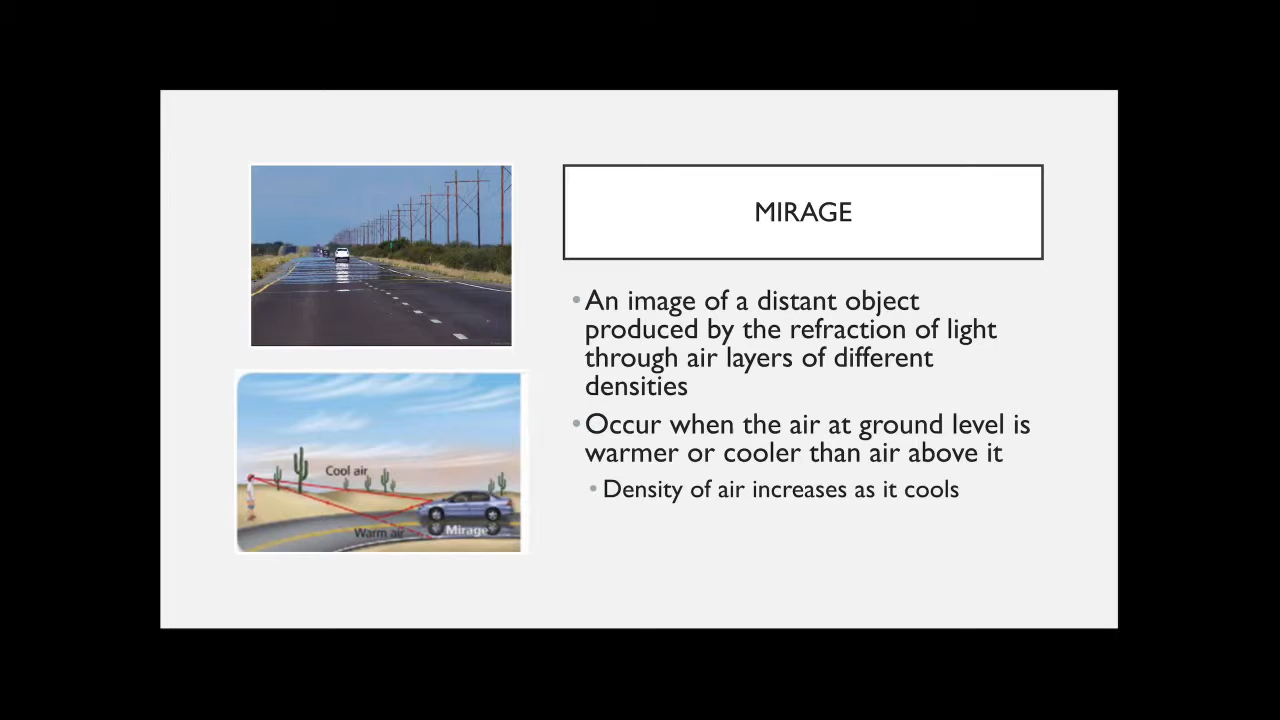 MIRAGE
•An image of a distant object
produced by the refraction of light
through air layers of different
densities
•Occur when the air at ground level is
warmer or cooler than air above it
•Density of air increases as it cools
Cool air
Warm air
Mirage